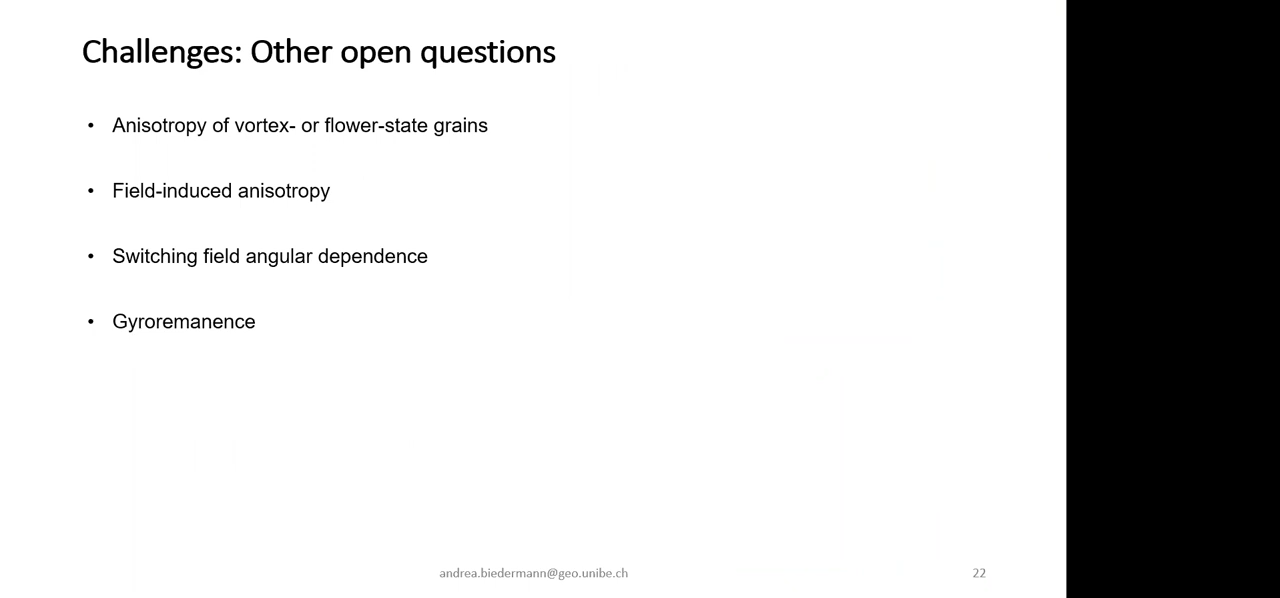 Challenges: Other open questions
• Anisotropy of vortex- or flower-state grains
• Field-induced anisotropy
• Switching field angular dependence
• Gyroremanence
andrea.biedermann@geo.unibe.ch
22